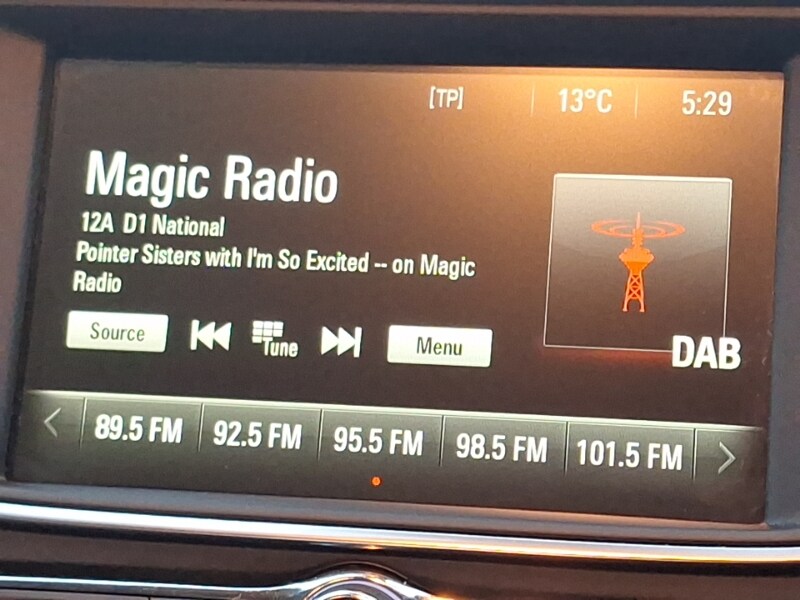 [TP] 13°C 5:29
Magic Radio
12A D1 National
Pointer Sisters with I'm So Excited -- on Magic
Radio
Source Tune Menu
DAB
89.5 FM 92.5 FM 95.5 FM 98.5 FM 101.5 FM